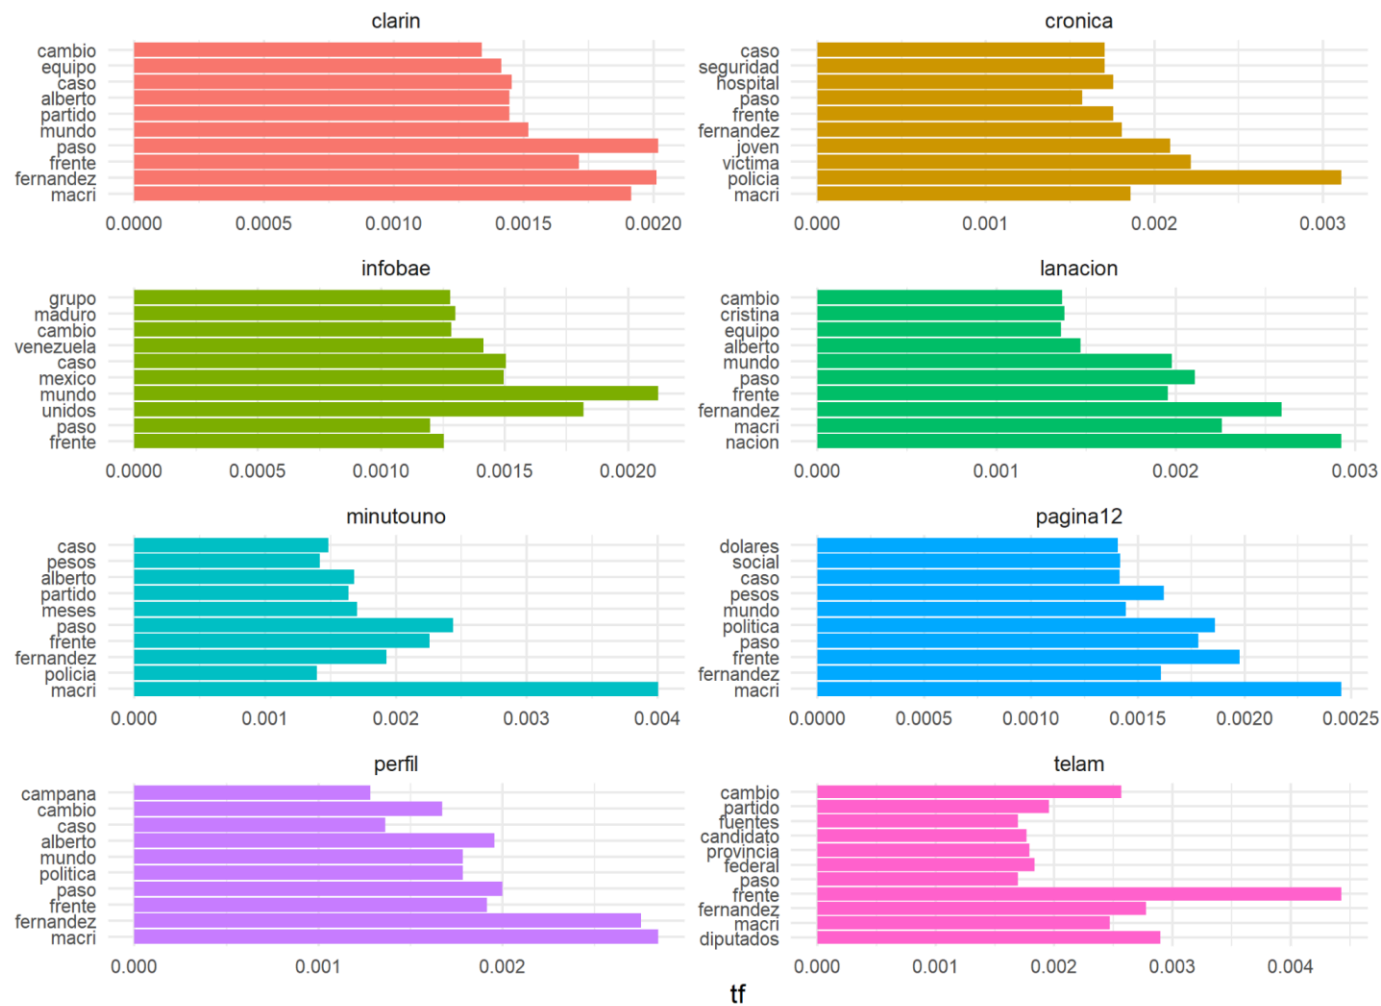 clarin
cambio
equipo
caso
alberto
partido
mundo
paso
frente
fernandez
macri
0.0000 0.0005 0.0010 0.0015 0.0020
cronica
caso
seguridad
hospital
paso
frente
fernandez
joven
victima
policia
macri
0.000 0.001 0.002 0.003
infobae
grupo
maduro
cambio
venezuela
caso
mexico
mundo
unidos
paso
frente
0.0000 0.0005 0.0010 0.0015 0.0020
lanacion
cambio
cristina
equipo
alberto
mundo
paso
frente
fernandez
macri
nacion
0.000 0.001 0.002 0.003
minutouno
caso
pesos
alberto
partido
meses
paso
frente
fernandez
policia
macri
0.000 0.001 0.002 0.003 0.004
pagina12
dolares
social
caso
pesos
mundo
politica
paso
frente
fernandez
macri
0.0000 0.0005 0.0010 0.0015 0.0020 0.0025
perfil
campana
cambio
caso
alberto
mundo
politica
paso
frente
fernandez
macri
0.000 0.001 0.002
telam
cambio
partido
fuentes
candidato
provincia
federal
paso
frente
fernandez
macri
diputados
0.000 0.001 0.002 0.003 0.004
tf